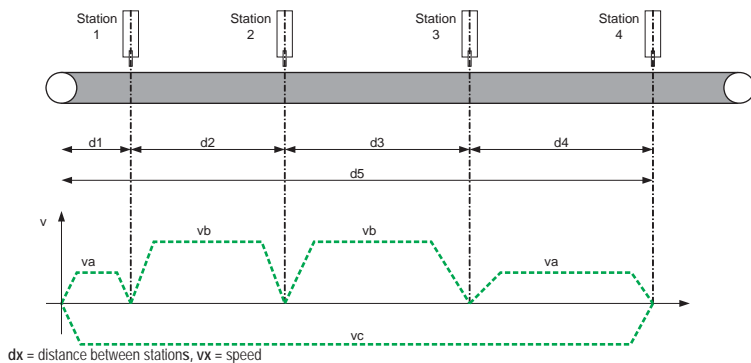 Station 1
Station 2
Station 3
Station 4
d1
d2
d3
d4
d5
v
va
vb
vb
va
vc
dx = distance between stations, vx = speed